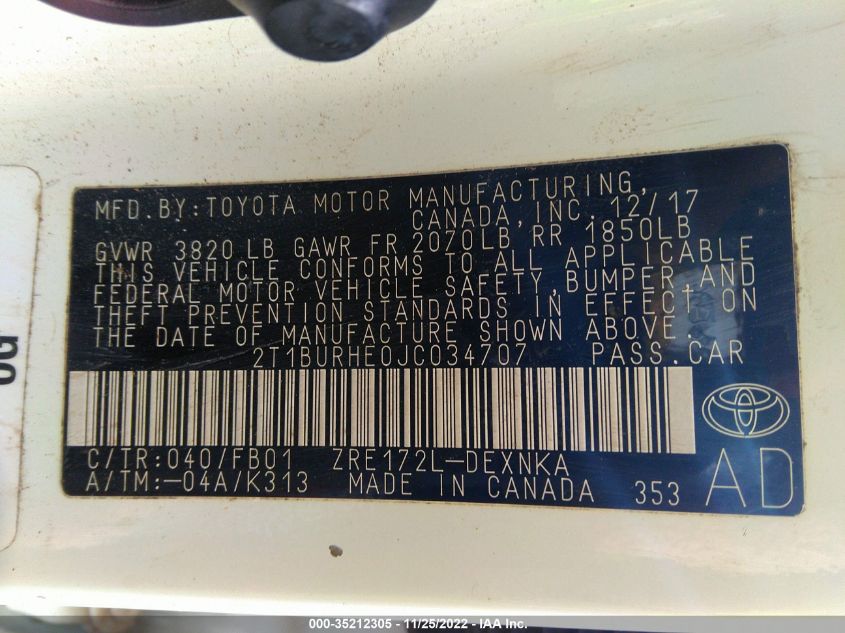 MFD.BY:TOYOTA MOTOR MANUFACTURING,
CANADA,INC. 12/17
GVWR 3820 LB GAWR FR 2070LB RR 1850LB
THIS VEHICLE CONFORMS TO ALL APPLICABLE
FEDERAL MOTOR VEHICLE SAFETY,BUMPER,AND
THEFT PREVENTION STANDARDS IN EFFECT ON
THE DATE OF MANUFACTURE SHOWN ABOVE.
2T1BURHE0JC034707 PASS.CAR
C/TR:040/FB01 ZRE172L-DEXNKA
A/TM:-04A/K313 MADE IN CANADA 353
AD
000-35212305 - 11/25/2022 - IAA Inc.